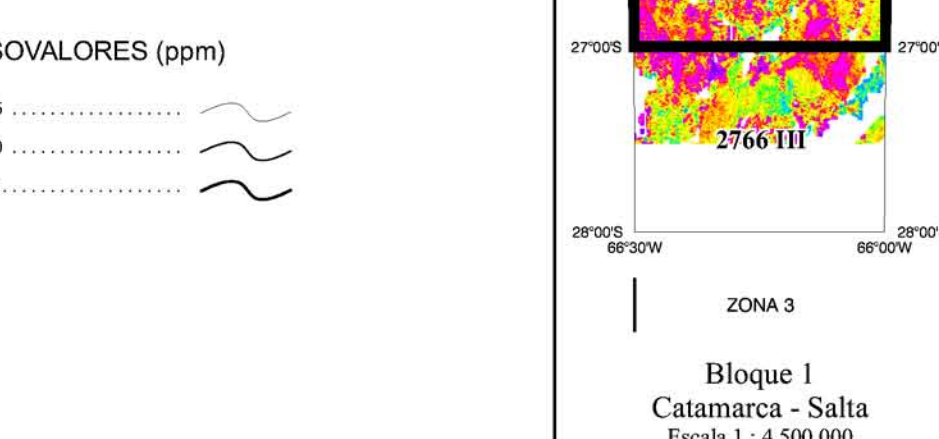 SOVALORES (ppm)
27°00'S
27°00'
2766 III
28°00'S
28°00'
66°30'W
66°00'W
ZONA 3
Bloque 1
Catamarca - Salta
Escala 1 : 4.500.000